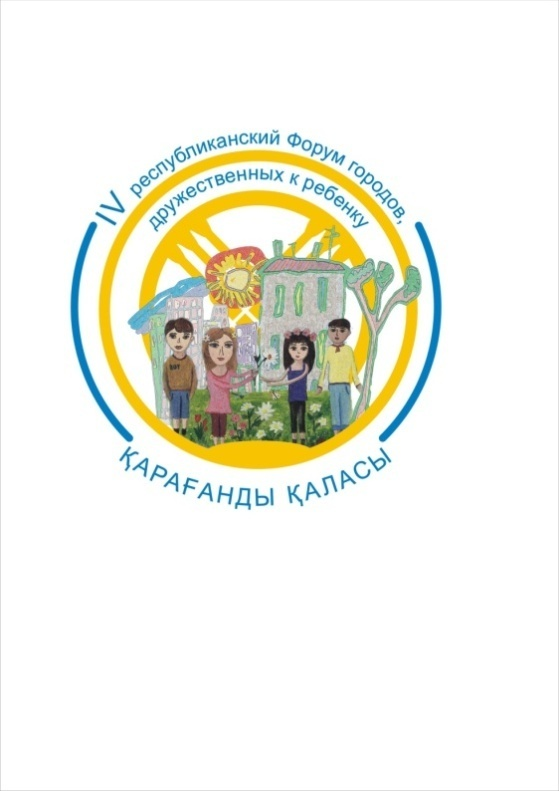 IV республиканский Форум городов,
дружественных к ребенку
ҚАРАҒАНДЫ ҚАЛАСЫ